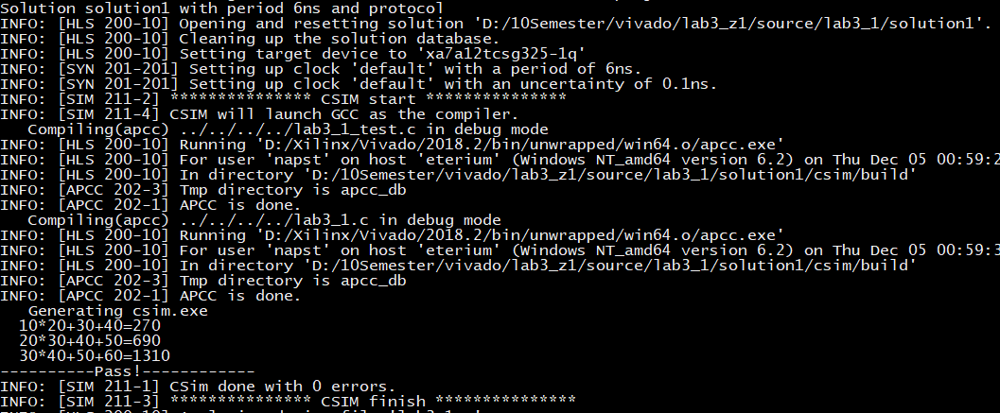 Solution solution1 with period 6ns and protocol
INFO: [HLS 200-10] Opening and resetting solution 'D:/10Semester/vivado/lab3_z1/source/lab3_1/solution1'.
INFO: [HLS 200-10] Cleaning up the solution database.
INFO: [HLS 200-10] Setting target device to 'xa7a12tcsg325-1q'
INFO: [SYN 201-201] Setting up clock 'default' with a period of 6ns.
INFO: [SYN 201-201] Setting up clock 'default' with an uncertainty of 0.1ns.
INFO: [SIM 211-2] *************** CSIM start ***************
INFO: [SIM 211-4] CSIM will launch GCC as the compiler.
Compiling(apcc) ../../../../lab3_1_test.c in debug mode
INFO: [HLS 200-10] Running 'D:/Xilinx/Vivado/2018.2/bin/unwrapped/win64.o/apcc.exe'
INFO: [HLS 200-10] For user 'napst' on host 'eterium' (Windows NT_amd64 version 6.2) on Thu Dec 05 00:59:2
INFO: [HLS 200-10] In directory 'D:/10Semester/vivado/lab3_z1/source/lab3_1/solution1/csim/build'
INFO: [APCC 202-3] Tmp directory is apcc_db
INFO: [APCC 202-1] APCC is done.
Compiling(apcc) ../../../../lab3_1.c in debug mode
INFO: [HLS 200-10] Running 'D:/Xilinx/Vivado/2018.2/bin/unwrapped/win64.o/apcc.exe'
INFO: [HLS 200-10] For user 'napst' on host 'eterium' (Windows NT_amd64 version 6.2) on Thu Dec 05 00:59:3
INFO: [HLS 200-10] In directory 'D:/10Semester/vivado/lab3_z1/source/lab3_1/solution1/csim/build'
INFO: [APCC 202-3] Tmp directory is apcc_db
INFO: [APCC 202-1] APCC is done.
Generating csim.exe
10*20+30+40=270
20*30+40+50=690
30*40+50+60=1310
----------Pass!------------
INFO: [SIM 211-1] CSim done with 0 errors.
INFO: [SIM 211-3] *************** CSIM finish ***************